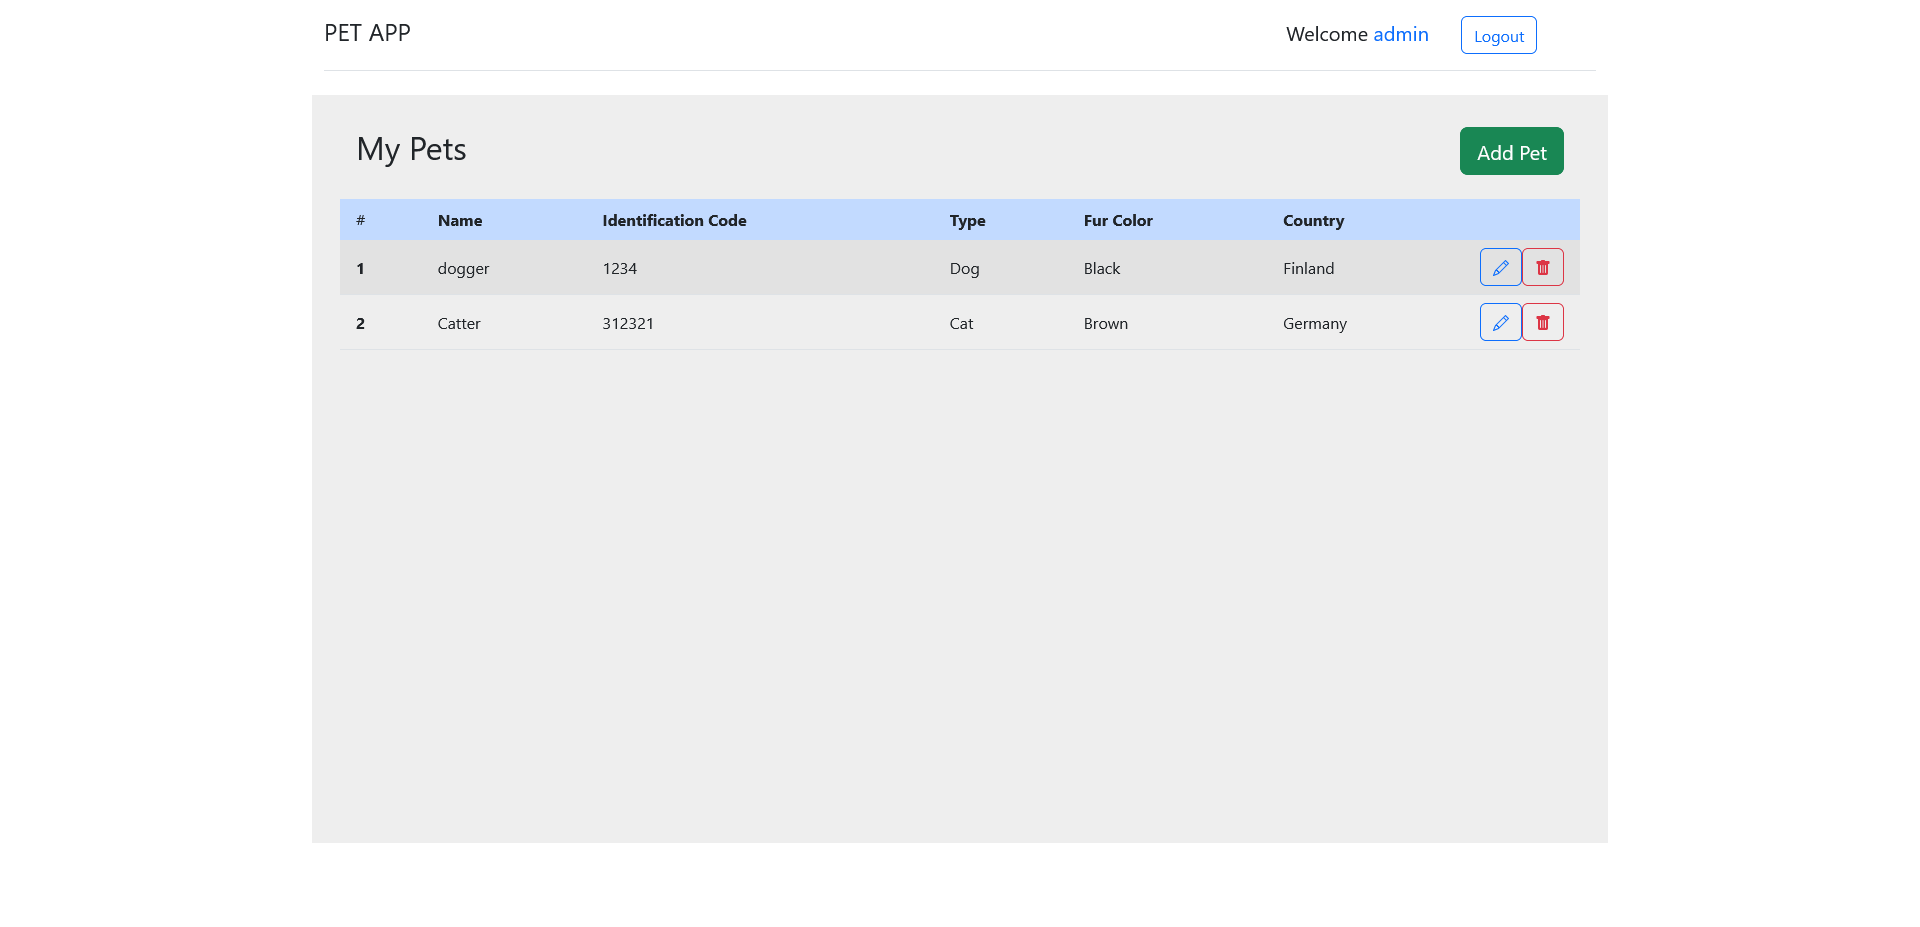 PET APP Welcome admin Logout
My Pets Add Pet
# Name Identification Code Type Fur Color Country
1 dogger 1234 Dog Black Finland
2 Catter 312321 Cat Brown Germany